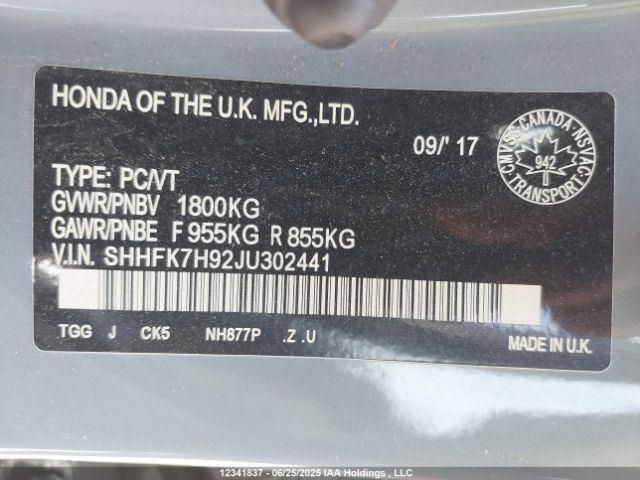 HONDA OF THE U.K. MFG.,LTD.
09/' 17
CMVSS CANADA NSVAC
942
TRANSPORT
TYPE: PC/VT
GVWR/PNBV 1800KG
GAWR/PNBE F 955KG R 855KG
V.I.N. SHHFK7H92JU302441
TGG J CK5 NH877P .Z .U
MADE IN U.K.
12341837 - 06/25/2025 IAA Holdings, LLC